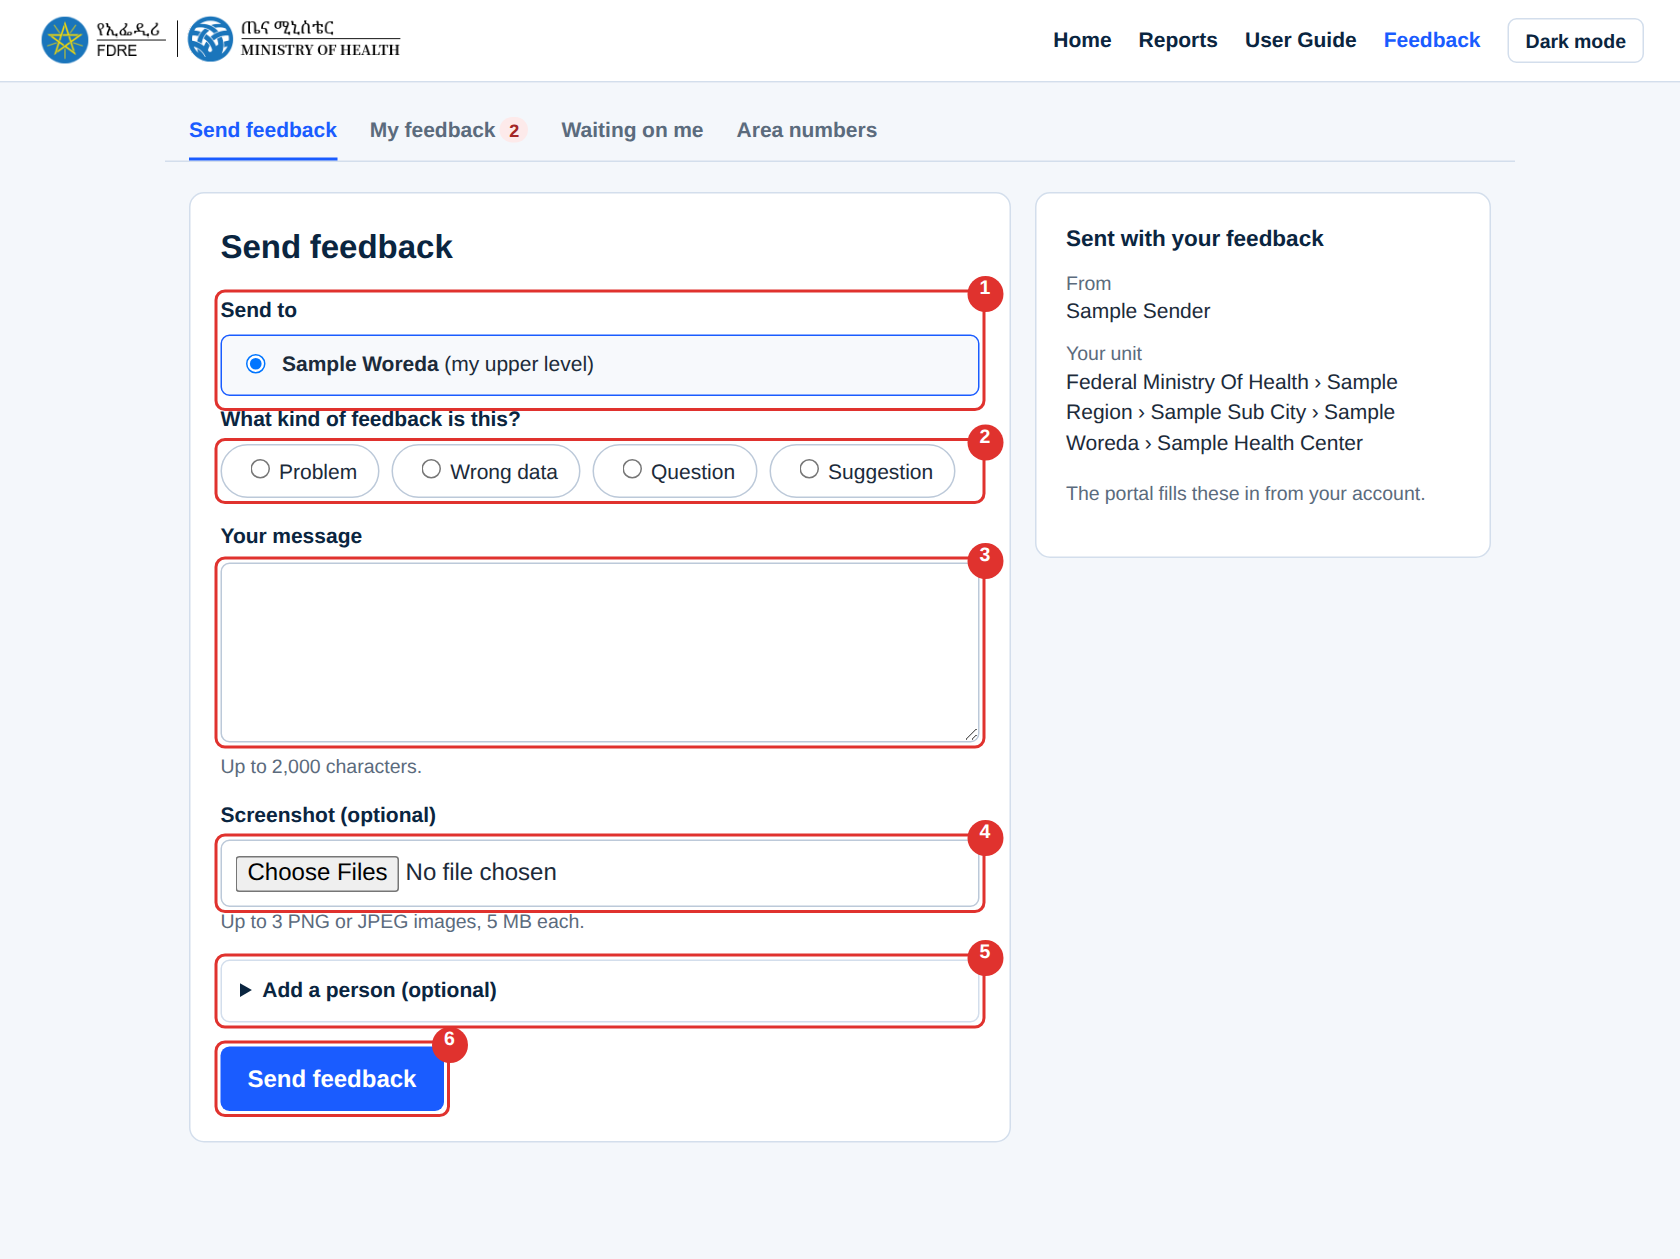 የኢፌዲሪ
FDRE
ጤና ሚኒስቴር
MINISTRY OF HEALTH
Home
Reports
User Guide
Feedback
Dark mode
Send feedback
My feedback 2
Waiting on me
Area numbers
Send feedback
1
Send to
Sample Woreda (my upper level)
What kind of feedback is this?
2
Problem
Wrong data
Question
Suggestion
Your message
3
Up to 2,000 characters.
Screenshot (optional)
4
Choose Files No file chosen
Up to 3 PNG or JPEG images, 5 MB each.
5
Add a person (optional)
6
Send feedback
Sent with your feedback
From
Sample Sender
Your unit
Federal Ministry Of Health › Sample
Region › Sample Sub City › Sample
Woreda › Sample Health Center
The portal fills these in from your account.